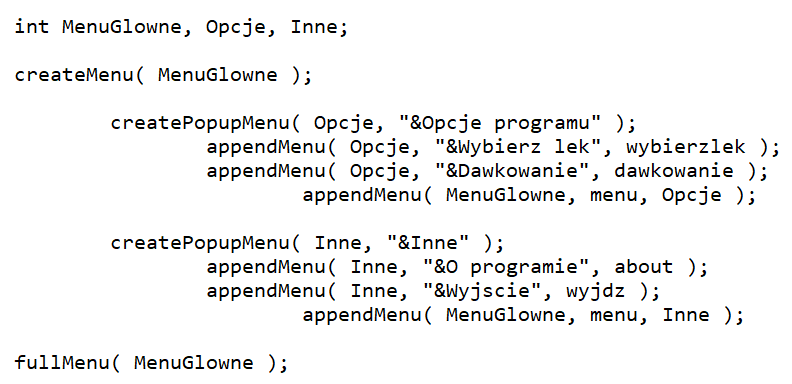 int MenuGlowne, Opcje, Inne;
createMenu( MenuGlowne );
createPopupMenu( Opcje, "&Opcje programu" );
appendMenu( Opcje, "&Wybierz lek", wybierzlek );
appendMenu( Opcje, "&Dawkowanie", dawkowanie );
appendMenu( MenuGlowne, menu, Opcje );
createPopupMenu( Inne, "&Inne" );
appendMenu( Inne, "&O programie", about );
appendMenu( Inne, "&Wyjscie", wyjdz );
appendMenu( MenuGlowne, menu, Inne );
fullMenu( MenuGlowne );